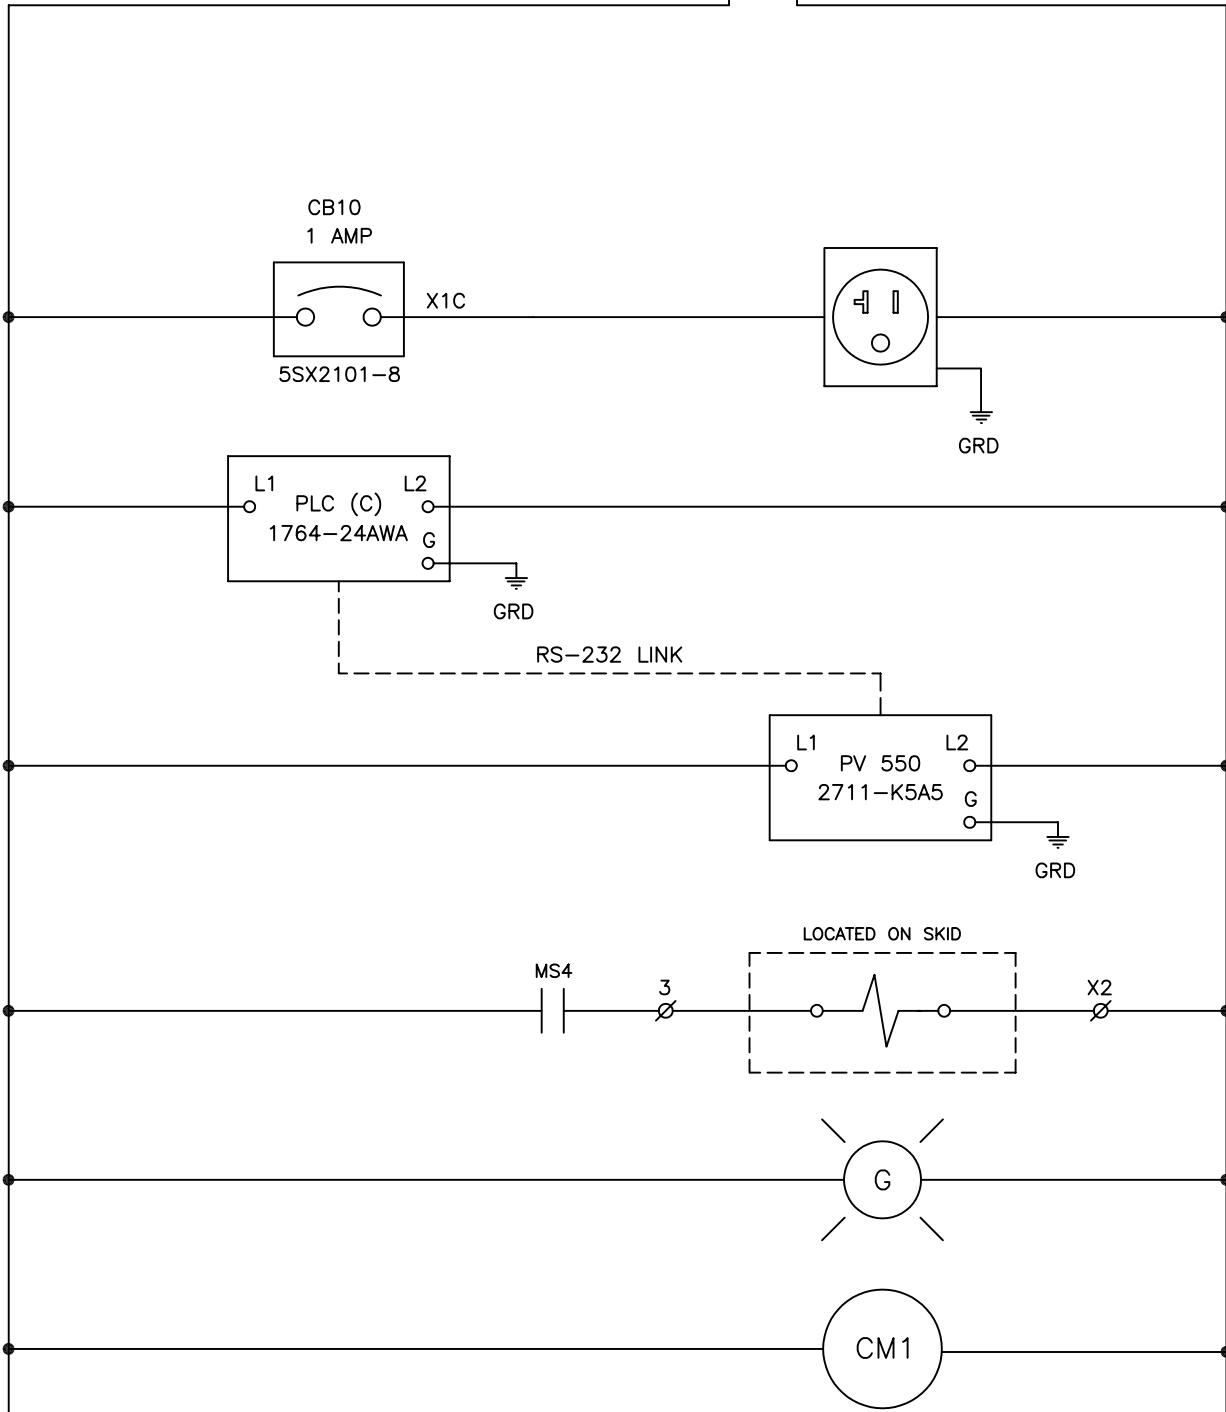 CB10
1 AMP
X1C
5SX2101-8
GRD
L1
L2
PLC (C)
1764-24AWA
G
GRD
RS-232 LINK
L1
L2
PV 550
2711-K5A5
G
GRD
LOCATED ON SKID
MS4
3
X2
G
CM1